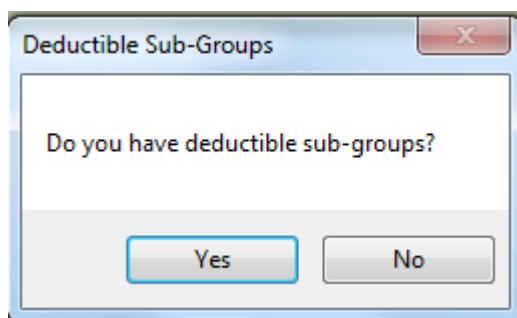 Deductible Sub-Groups
Do you have deductible sub-groups?
Yes No